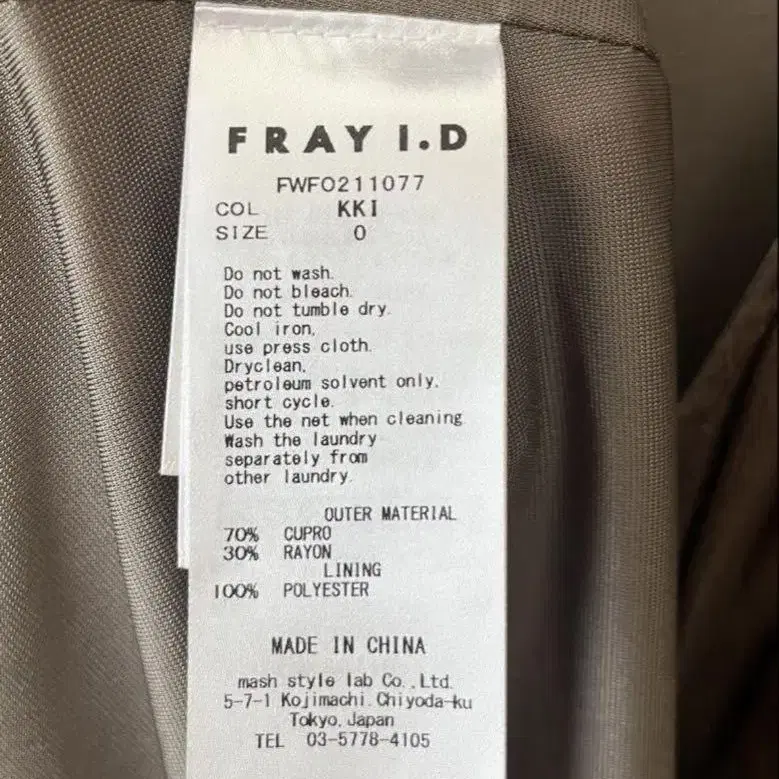 FRAY I.D
FWFO211077
COL KKI
SIZE 0
Do not wash.
Do not bleach.
Do not tumble dry.
Cool iron,
use press cloth.
Dryclean,
petroleum solvent only.
short cycle.
Use the net when cleaning
Wash the laundry
separately from
other laundry.
OUTER MATERIAL
70% CUPRO
30% RAYON
LINING
100% POLYESTER
MADE IN CHINA
mash style lab Co.,Ltd.
5-7-1 Kojimachi.Chiyoda-ku
Tokyo,Japan
TEL 03-5778-4105